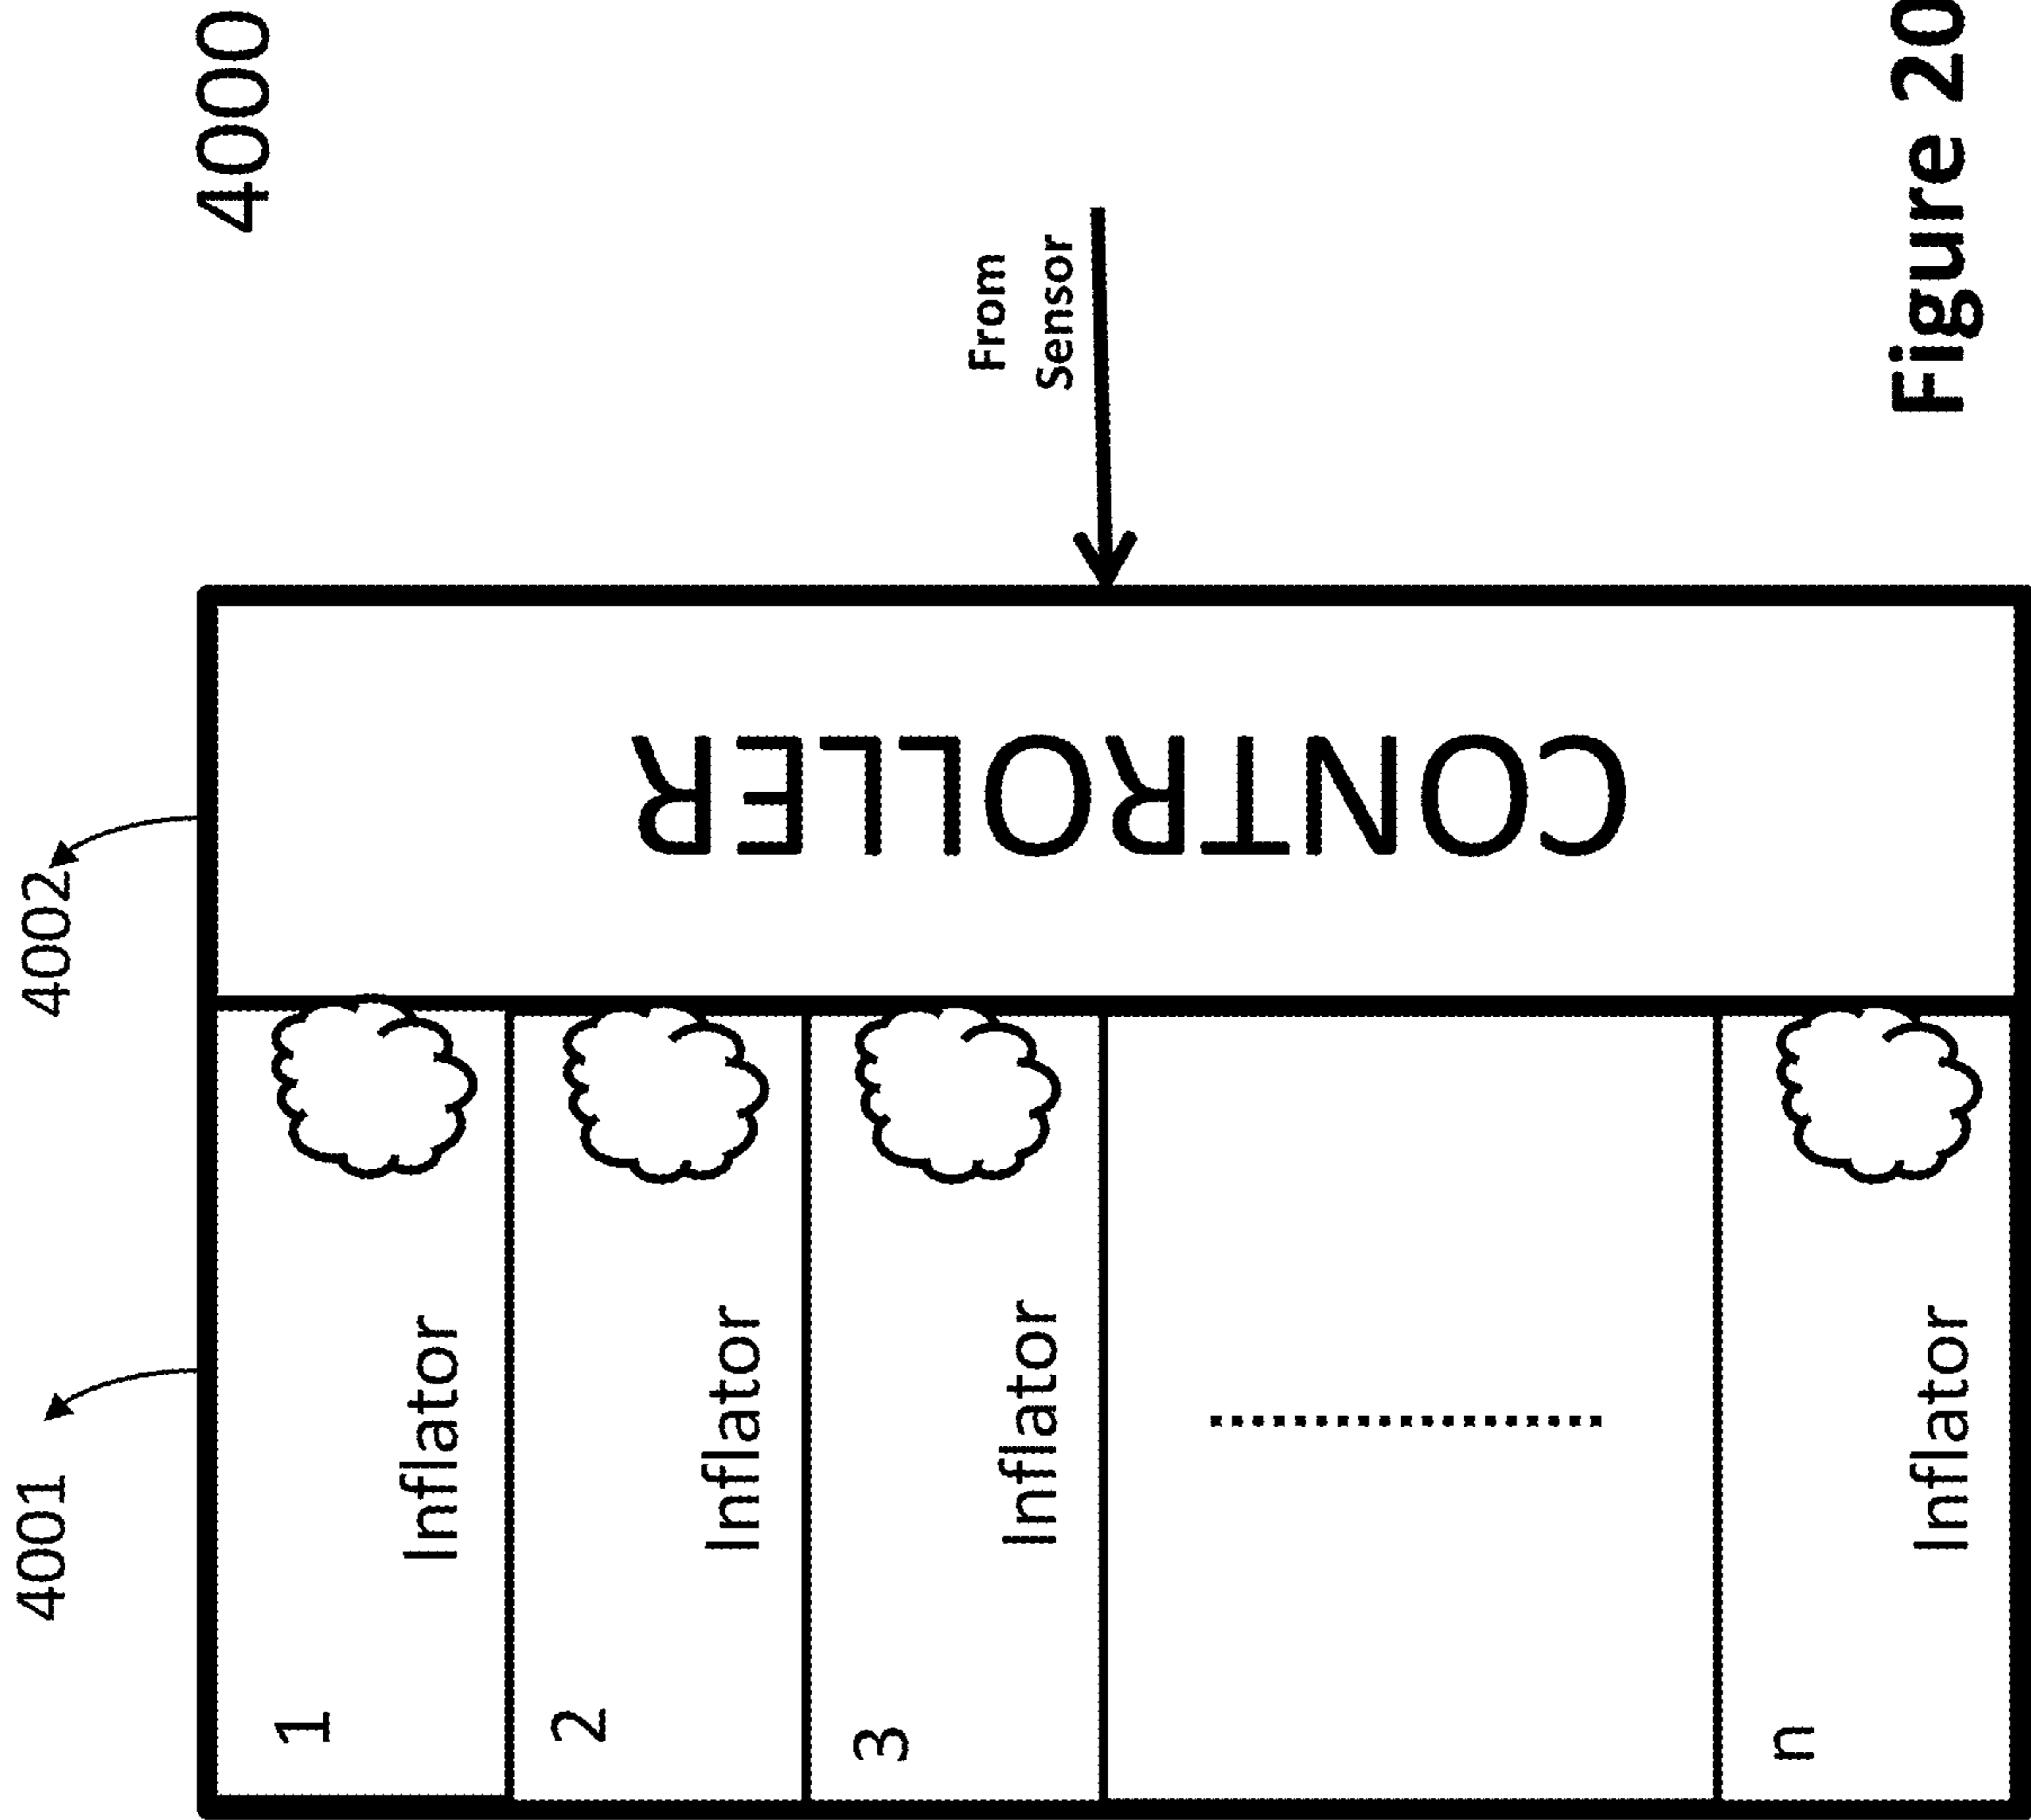 4001
4002
4000
1
Inflator
2
Inflator
3
Inflator
n
Inflator
CONTROLLER
From
Sensor
Figure 20